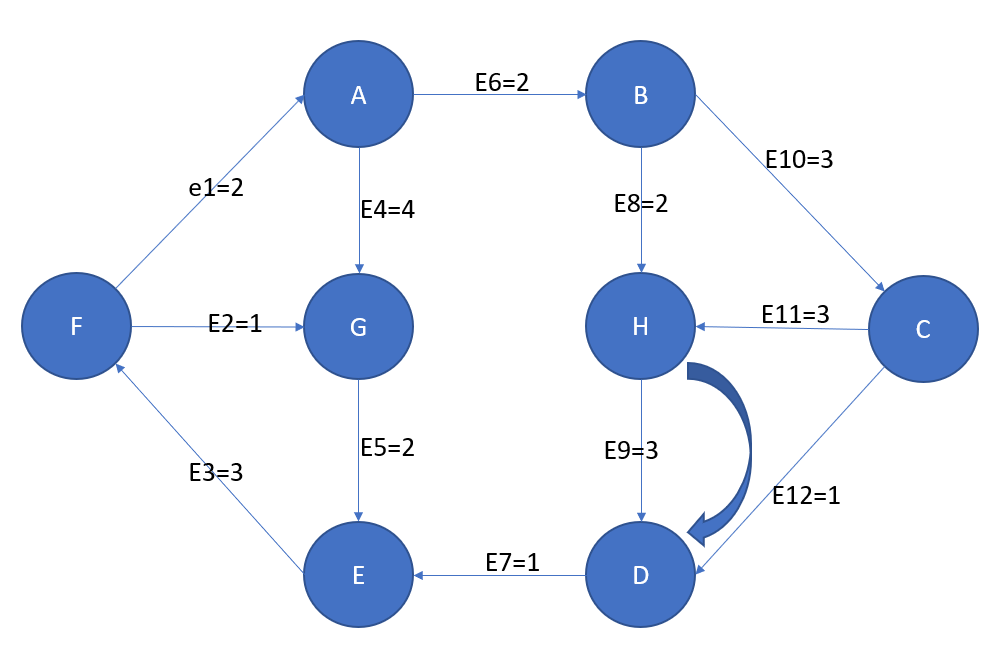 A
E6=2
B
E10=3
e1=2
E4=4
E8=2
F
E2=1
G
H
E11=3
C
E3=3
E5=2
E9=3
E12=1
E
E7=1
D